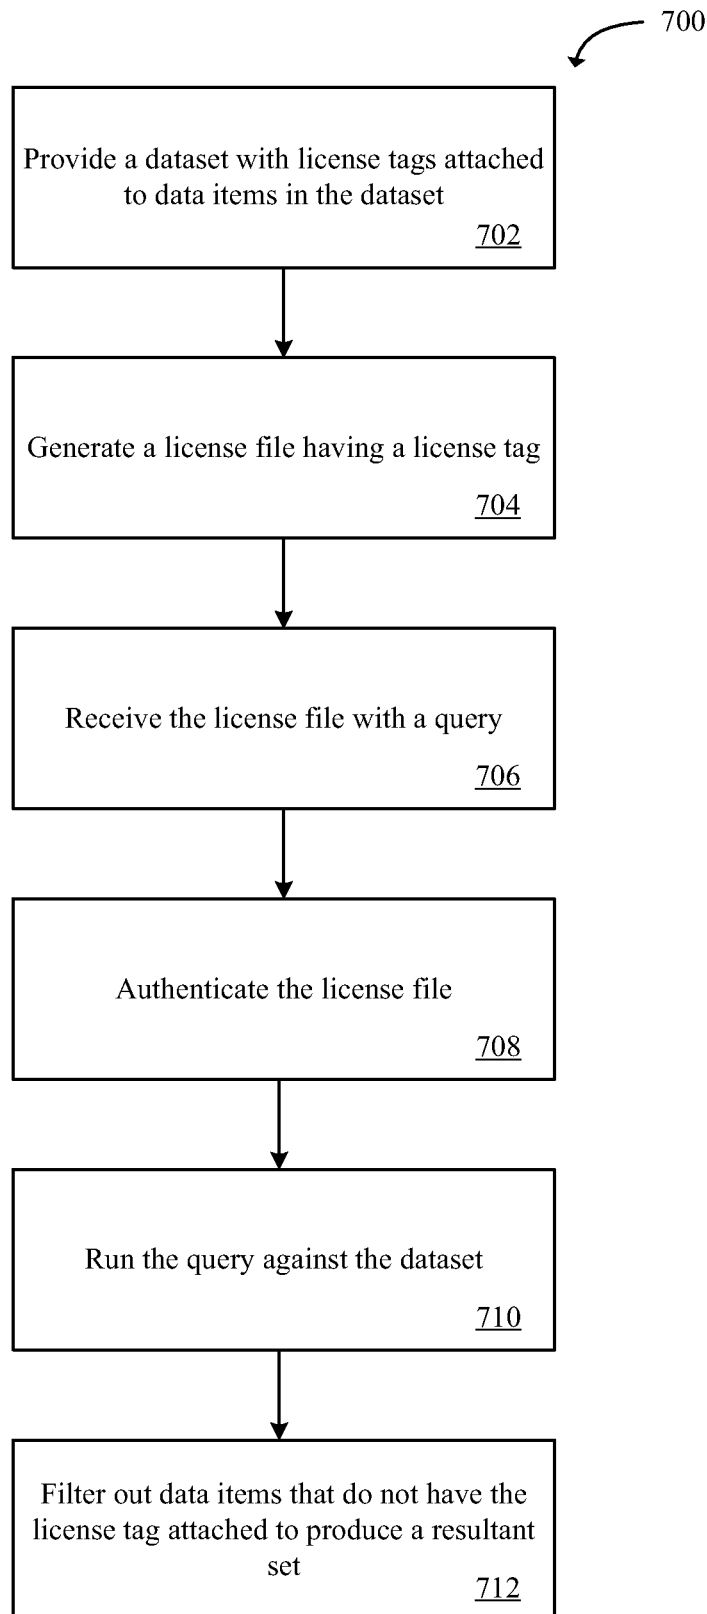 700
Provide a dataset with license tags attached
to data items in the dataset
702
Generate a license file having a license tag
704
Receive the license file with a query
706
Authenticate the license file
708
Run the query against the dataset
710
Filter out data items that do not have the
license tag attached to produce a resultant
set
712